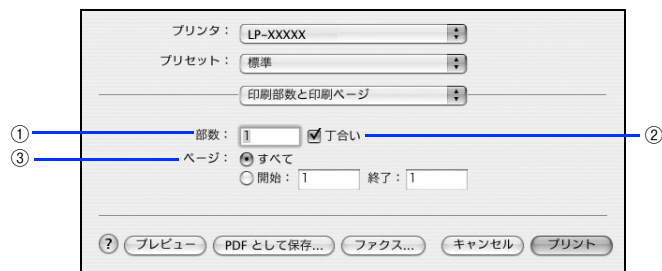 プリンタ： LP-XXXXX
プリセット： 標準
印刷部数と印刷ページ
① 部数： 1 丁合い ②
③ ページ： すべて
開始： 1 終了： 1
? プレビュー PDF として保存... ファクス... キャンセル プリント